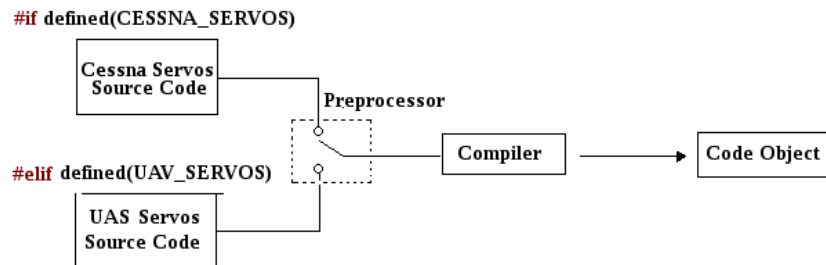 #if defined(CESSNA_SERVOS)
Cessna Servos
Source Code
Preprocessor
Compiler
Code Object
#elif defined(UAV_SERVOS)
UAS Servos
Source Code